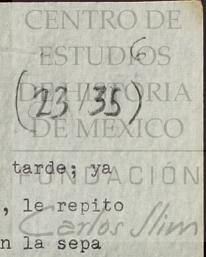 CENTRO DE
ESTUDIOS
6
DE HISTORIA
(23/35)
DE MEXICO
tarde; ya
FUNDACIÓN
, le repito
Carlos Slim
n la sepa